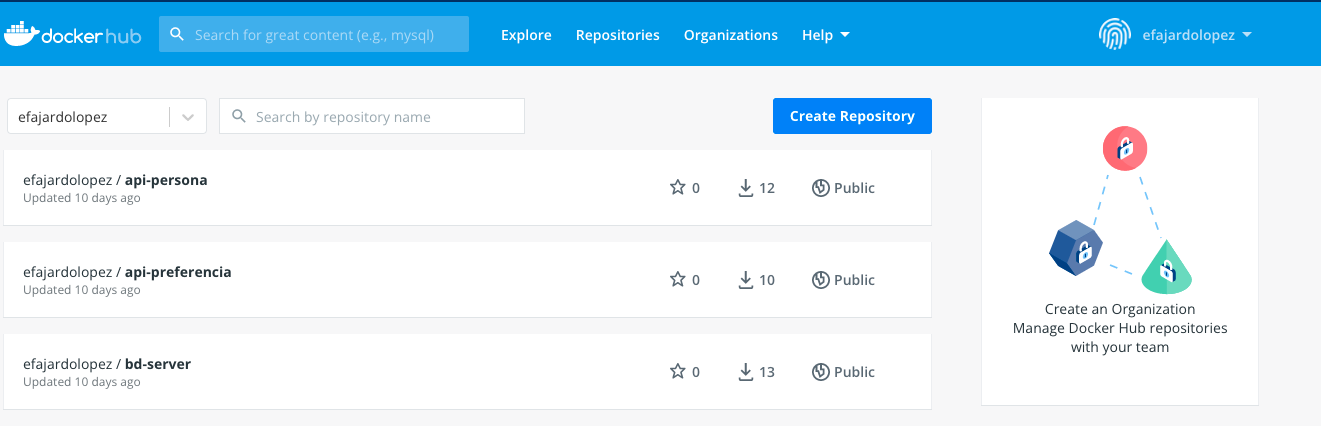 docker hub
Search for great content (e.g., mysql)
Explore
Repositories
Organizations
Help
efajardolopez
efajardolopez
Search by repository name
Create Repository
efajardolopez / api-persona
Updated 10 days ago
0
12
Public
efajardolopez / api-preferencia
Updated 10 days ago
0
10
Public
efajardolopez / bd-server
Updated 10 days ago
0
13
Public
Create an Organization
Manage Docker Hub repositories
with your team